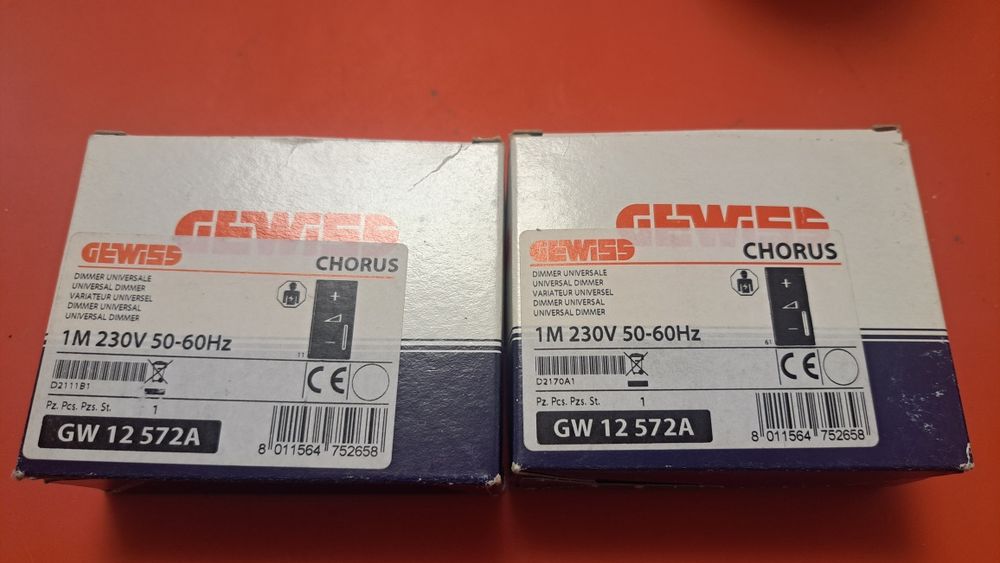 GEWISS
GEWISS
CHORUS
DIMMER UNIVERSALE
UNIVERSAL DIMMER
VARIATEUR UNIVERSEL
DIMMER UNIVERSAL
UNIVERSAL DIMMER
+
−
1M 230V 50-60Hz
11
D2111B1
CE
Pz. Pcs. Pzs. St.
1
GW 12 572A
8 011564 752658
GEWISS
GEWISS
CHORUS
DIMMER UNIVERSALE
UNIVERSAL DIMMER
VARIATEUR UNIVERSEL
DIMMER UNIVERSAL
UNIVERSAL DIMMER
+
−
1M 230V 50-60Hz
61
D2170A1
CE
Pz. Pcs. Pzs. St.
1
GW 12 572A
8 011564 752658